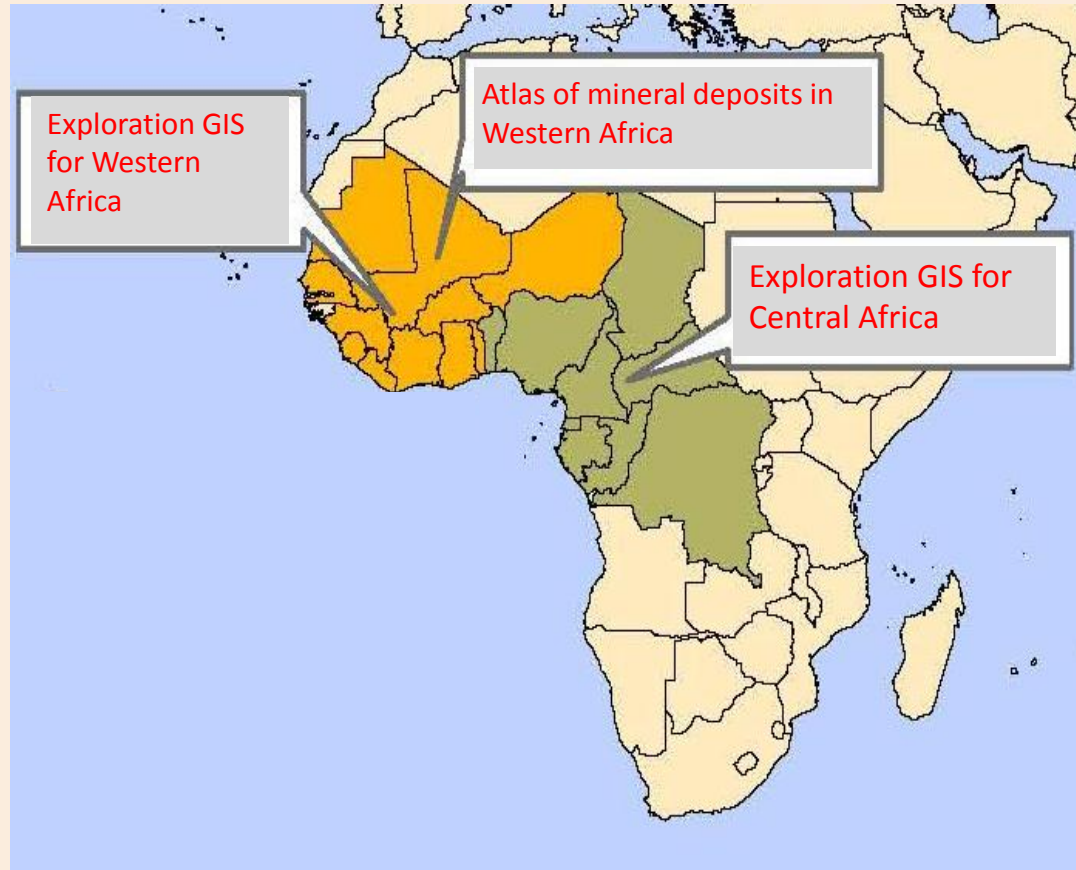 Exploration GIS
for Western
Africa
Atlas of mineral deposits in
Western Africa
Exploration GIS for
Central Africa